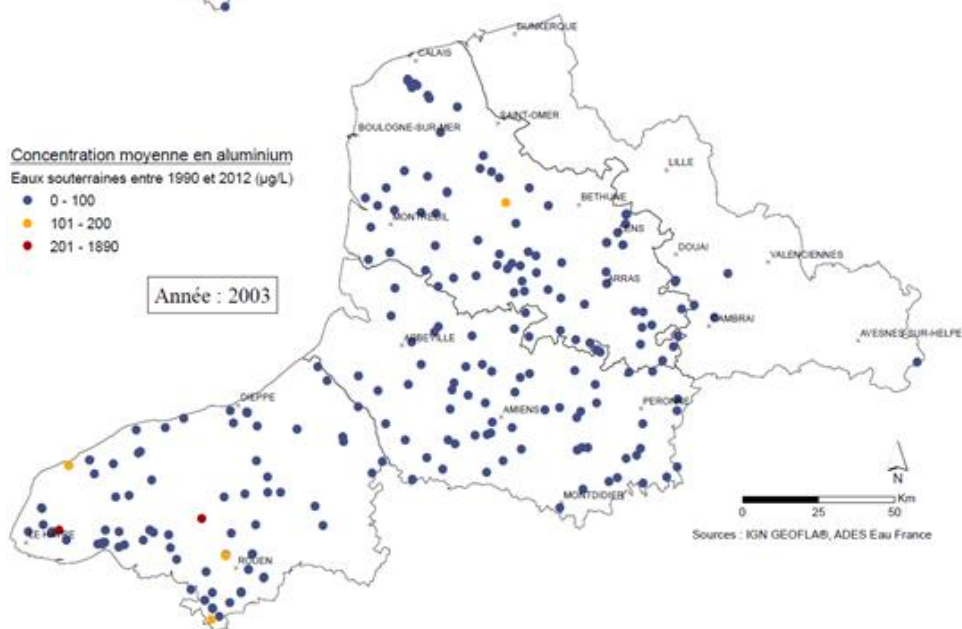 DUNKERQUE
CALAIS
SAINT-OMER
BOULOGNE-SUR-MER
LILLE
Concentration moyenne en aluminium
Eaux souterraines entre 1990 et 2012 (µg/L)
0 - 100
101 - 200
201 - 1890
BETHUNE
MONTREUIL
LENS
DOUAI
VALENCIENNES
ARRAS
Année : 2003
CAMBRAI
ABBEVILLE
AVESNES-SUR-HELPE
DIEPPE
PERONNE
AMIENS
N
MONTDIDIER
Km
0 25 50
Sources : IGN GEOFLA®, ADES Eau France
LE HAVRE
ROUEN